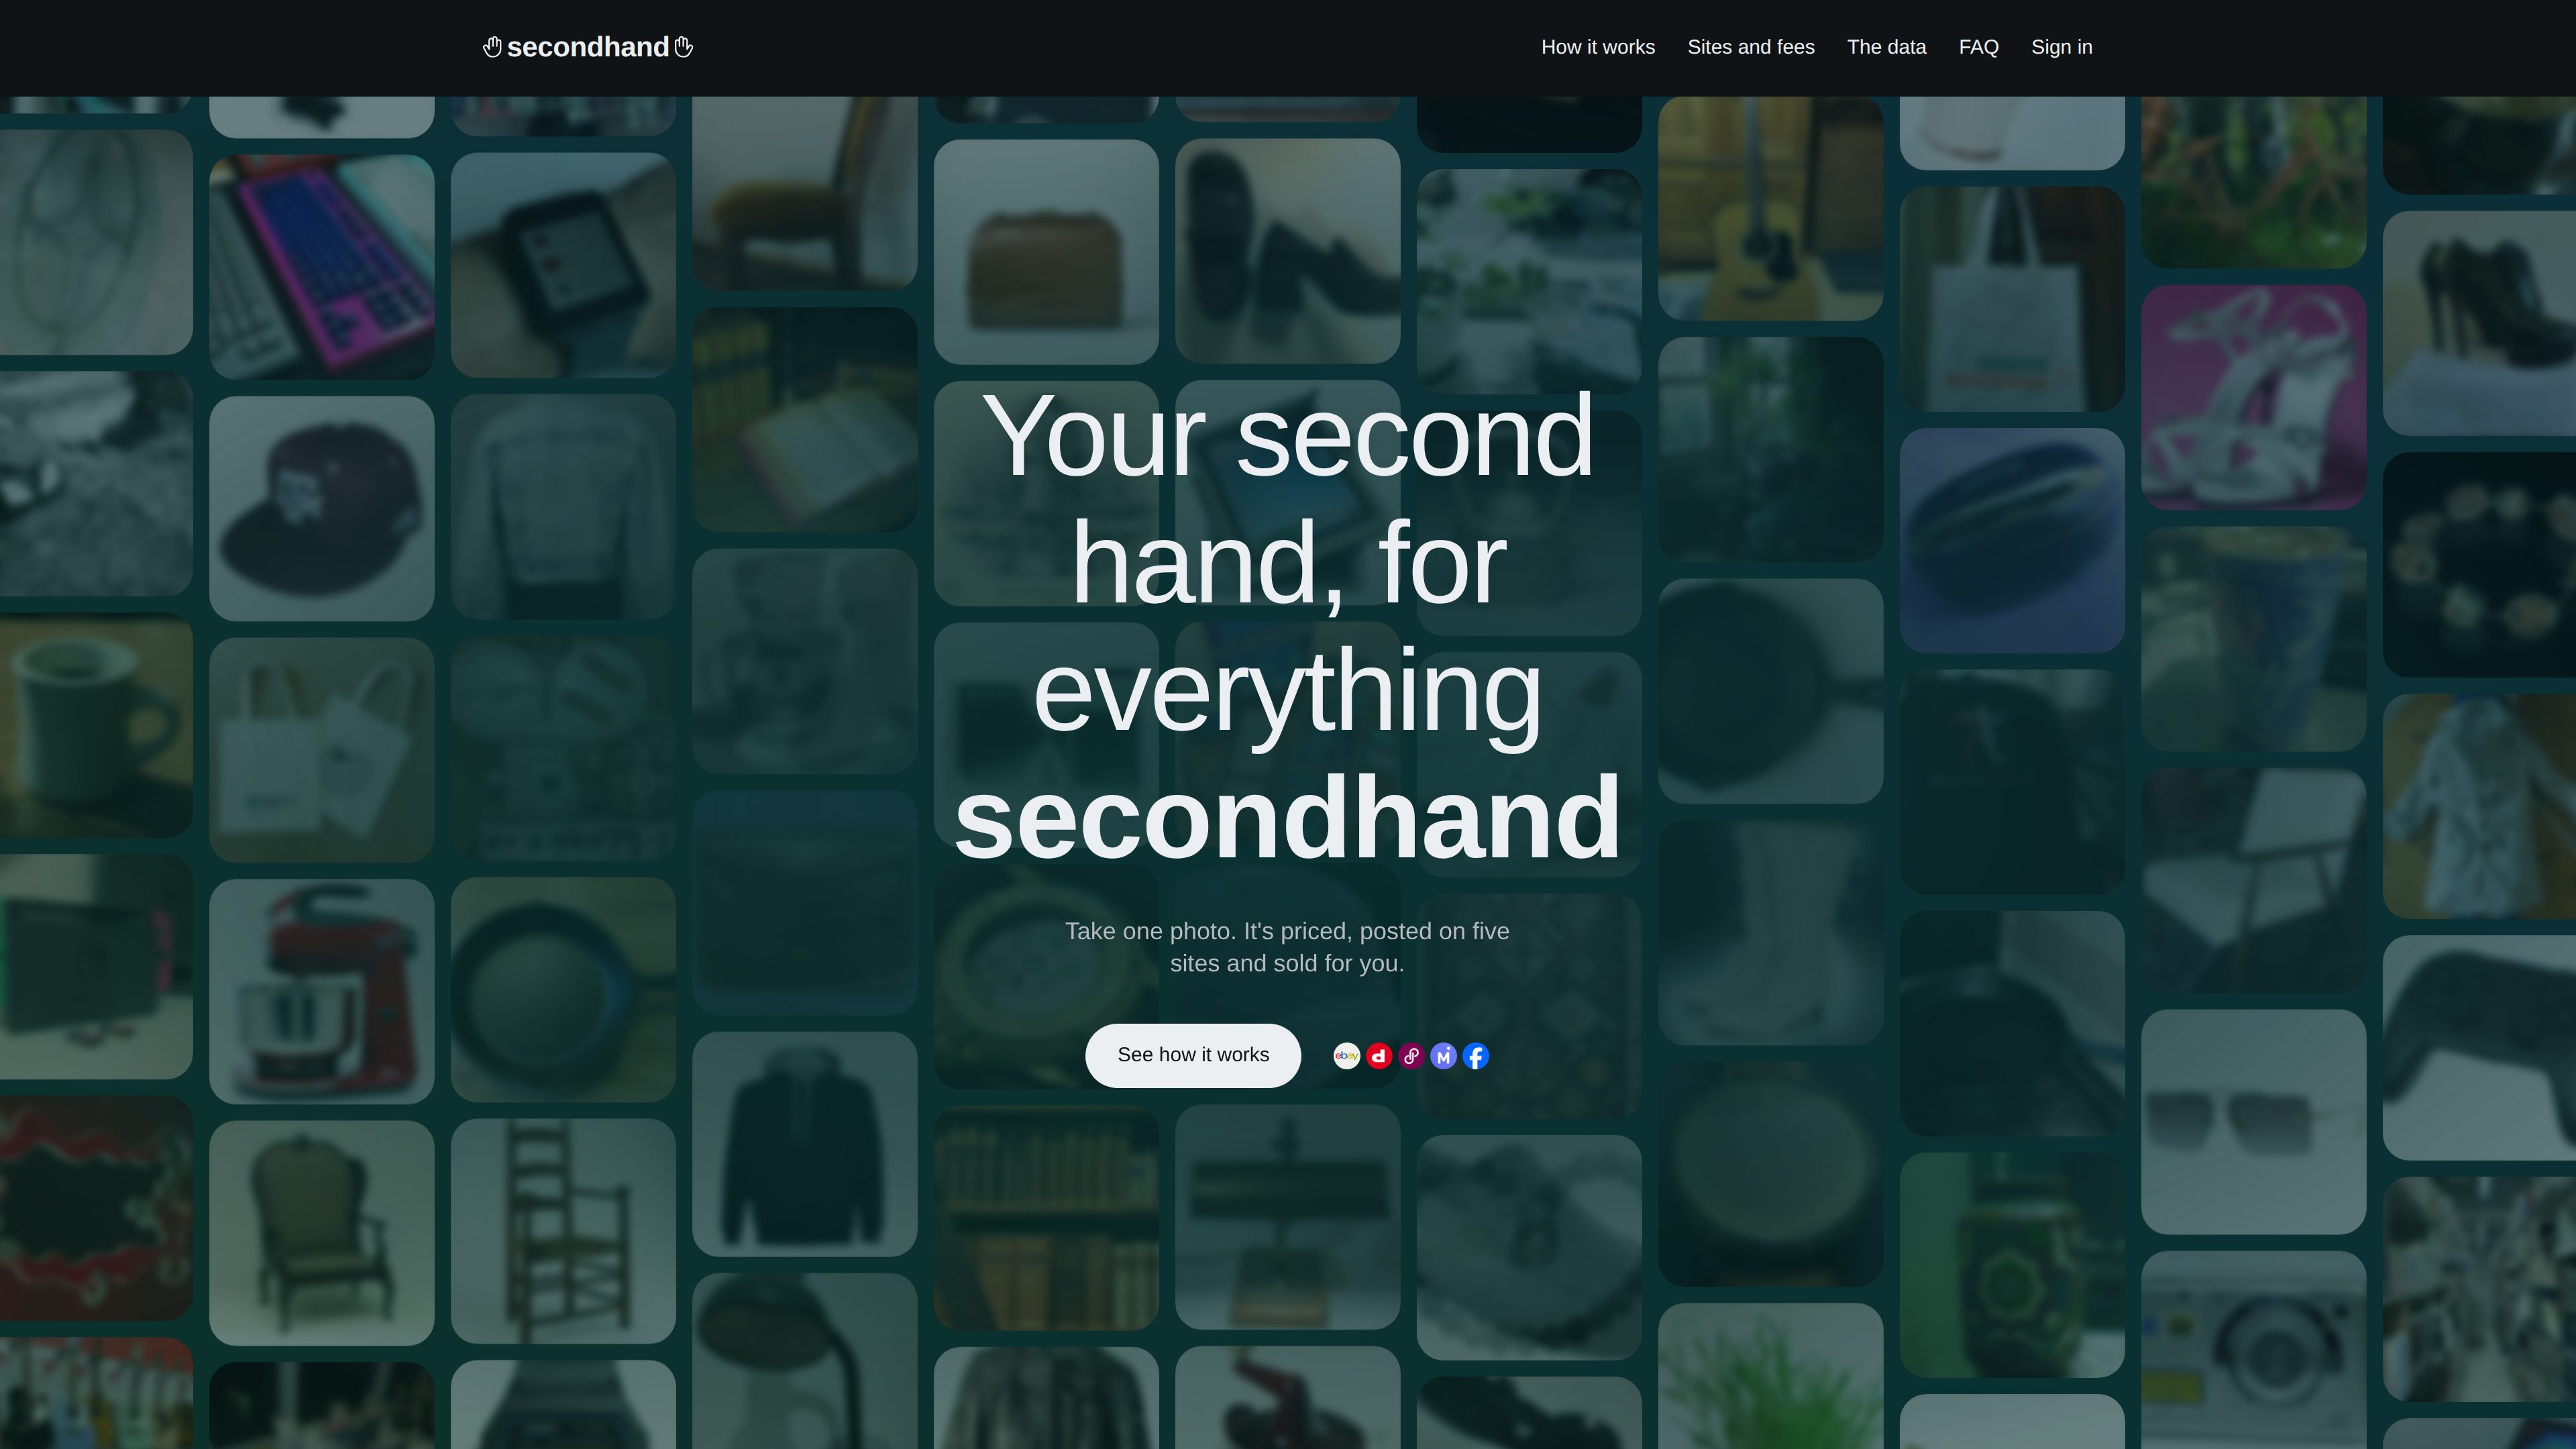 secondhand
How it works
Sites and fees
The data
FAQ
Sign in
Your second
hand, for
everything
secondhand
Take one photo. It's priced, posted on five
sites and sold for you.
See how it works
ebay